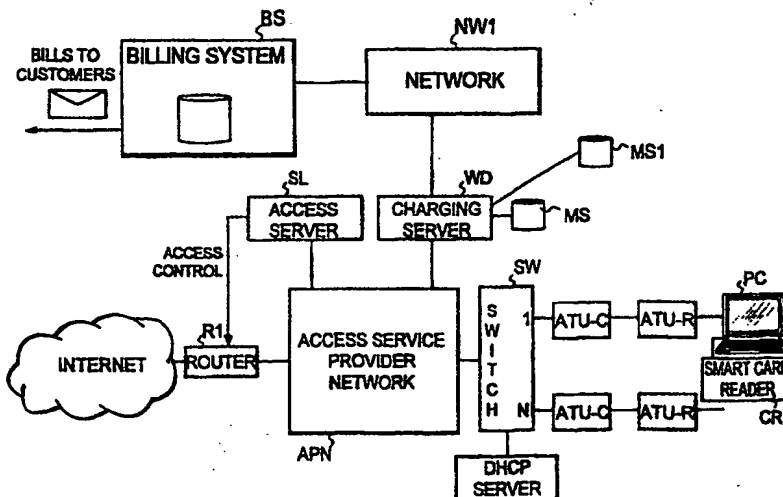 BS
BILLS TO
CUSTOMERS
BILLING SYSTEM
NW1
NETWORK
MS1
SL
ACCESS
SERVER
WD
CHARGING
SERVER
MS
ACCESS
CONTROL
SW
PC
R1
INTERNET
ROUTER
ACCESS SERVICE
PROVIDER
NETWORK
SWITCH
1
ATU-C
ATU-R
SMART CARD
READER
N
ATU-C
ATU-R
CR
APN
DHCP
SERVER